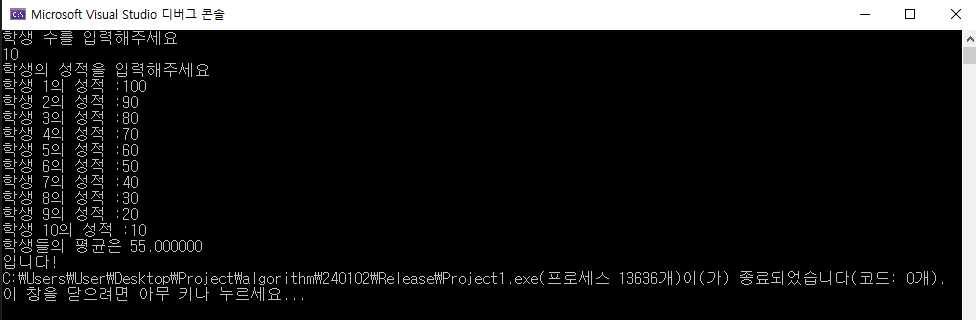 Microsoft Visual Studio 디버그 콘솔
학생 수를 입력해주세요
10
학생의 성적을 입력해주세요
학생 1의 성적 :100
학생 2의 성적 :90
학생 3의 성적 :80
학생 4의 성적 :70
학생 5의 성적 :60
학생 6의 성적 :50
학생 7의 성적 :40
학생 8의 성적 :30
학생 9의 성적 :20
학생 10의 성적 :10
학생들의 평균은 55.000000
입니다!
C:₩Users₩User₩Desktop₩Project₩algorithm₩240102₩Release₩Project1.exe(프로세스 13636개)이(가) 종료되었습니다(코드: 0개).
이 창을 닫으려면 아무 키나 누르세요...